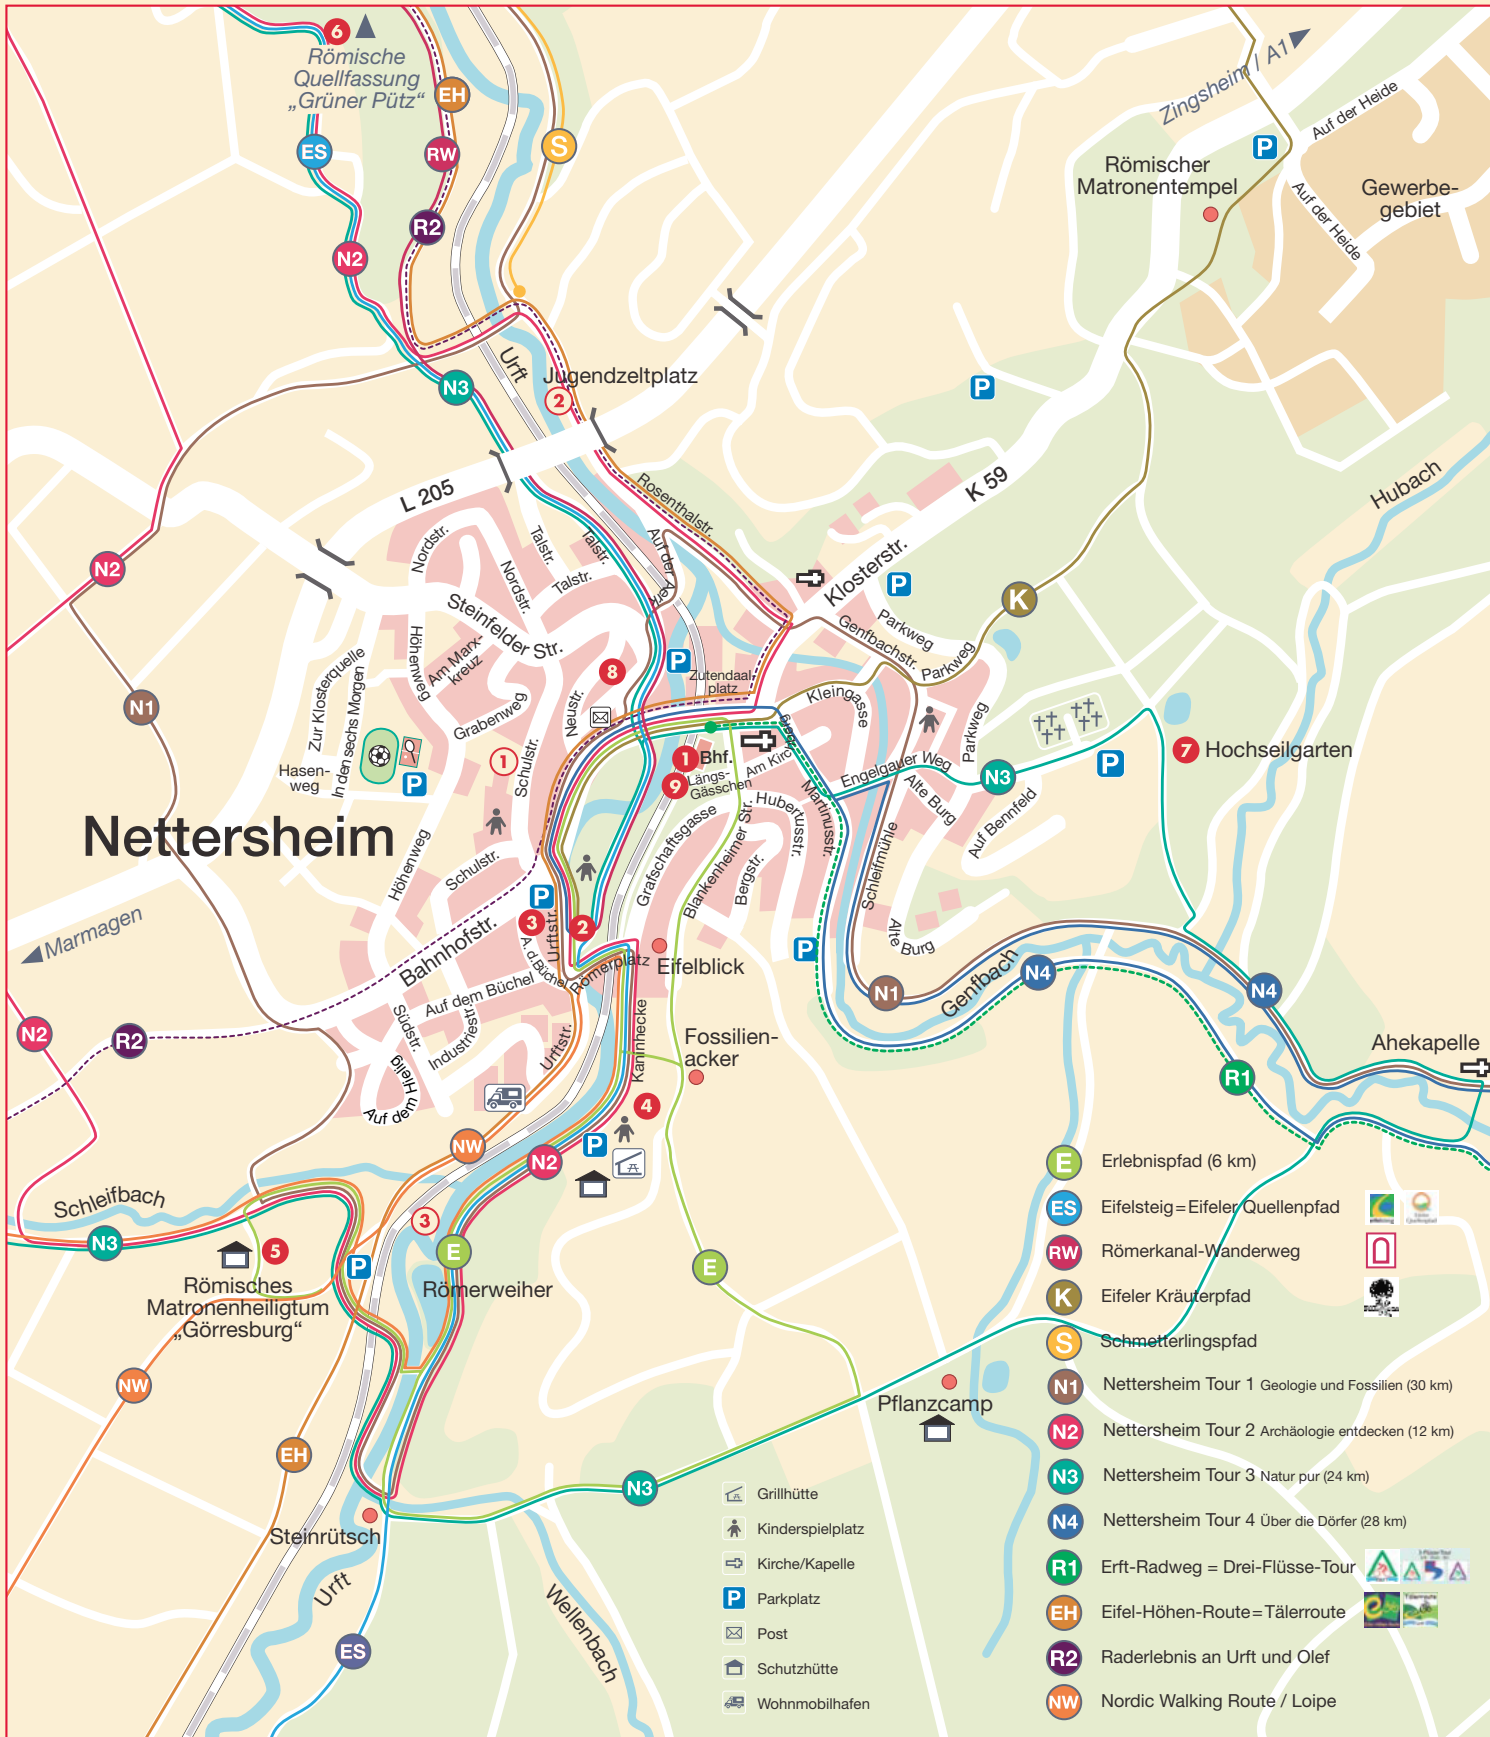 6
Römische
Quellfassung
„Grüner Pütz“
EH
ES
RW
S
R2
N2
Zingsheim / A1
P
Auf der Heide
Römischer
Matronentempel
Auf der Heide
Gewerbe-
gebiet
Urft
N3
Jugendzeltplatz
2
P
L 205
Rosenthalstr.
K 59
Hubach
N2
Nordstr.
Talstr.
Talstr.
Auf der Aerk
Nordstr.
Talstr.
Klosterstr.
P
K
Steinfelder Str.
Höhenweg
Am Marx-
kreuz
Genfbachstr.
Parkweg
Parkweg
Zur Klosterquelle
In den sechs Morgen
8
P
Zutendaal-
platz
Kleingasse
N1
Grabenweg
Neustr.
Parkweg
Hasen-
weg
P
1
Schulstr.
1
Bhf.
9
Längs-
Gässchen
Am Kirchberg
Engelgauer Weg
N3
P
7
Hochseilgarten
Alte Burg
Auf Bennfeld
Nettersheim
Höhenweg
Schulstr.
Grafschaftsgasse
Blankenheimer Str.
Hubertusstr.
Martinusstr.
Bergstr.
Schleifmühle
Marmagen
P
3
2
Urftstr.
Bahnhofstr.
A. d. Büchel
Römerplatz
Eifelblick
P
Alte
Burg
N1
Genfbach
N4
N4
N2
R2
Auf dem Büchel
Südstr.
Industriestr.
Urftstr.
Kaninhecke
Fossilien-
acker
Ahekapelle
Auf dem Hielig
4
R1
NW
N2
P
Schleifbach
N3
3
5
P
E
Römerweiher
E
Römisches
Matronenheiligtum
„Görresburg“
NW
EH
Pflanzcamp
N3
Steinrütsch
Urft
Wellenbach
ES
Grillhütte
Kinderspielplatz
Kirche/Kapelle
P Parkplatz
Post
Schutzhütte
Wohnmobilhafen
E Erlebnispfad (6 km)
ES Eifelsteig=Eifeler Quellenpfad
RW Römerkanal-Wanderweg
K Eifeler Kräuterpfad
S Schmetterlingspfad
N1 Nettersheim Tour 1 Geologie und Fossilien (30 km)
N2 Nettersheim Tour 2 Archäologie entdecken (12 km)
N3 Nettersheim Tour 3 Natur pur (24 km)
N4 Nettersheim Tour 4 Über die Dörfer (28 km)
R1 Erft-Radweg = Drei-Flüsse-Tour
EH Eifel-Höhen-Route=Tälerroute
R2 Raderlebnis an Urft und Olef
NW Nordic Walking Route / Loipe